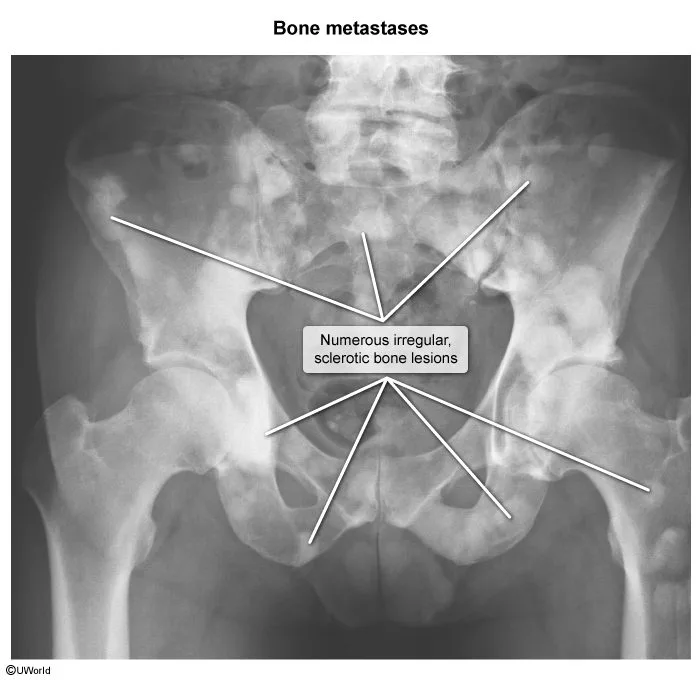 Bone metastases
Numerous irregular,
sclerotic bone lesions
©UWorld